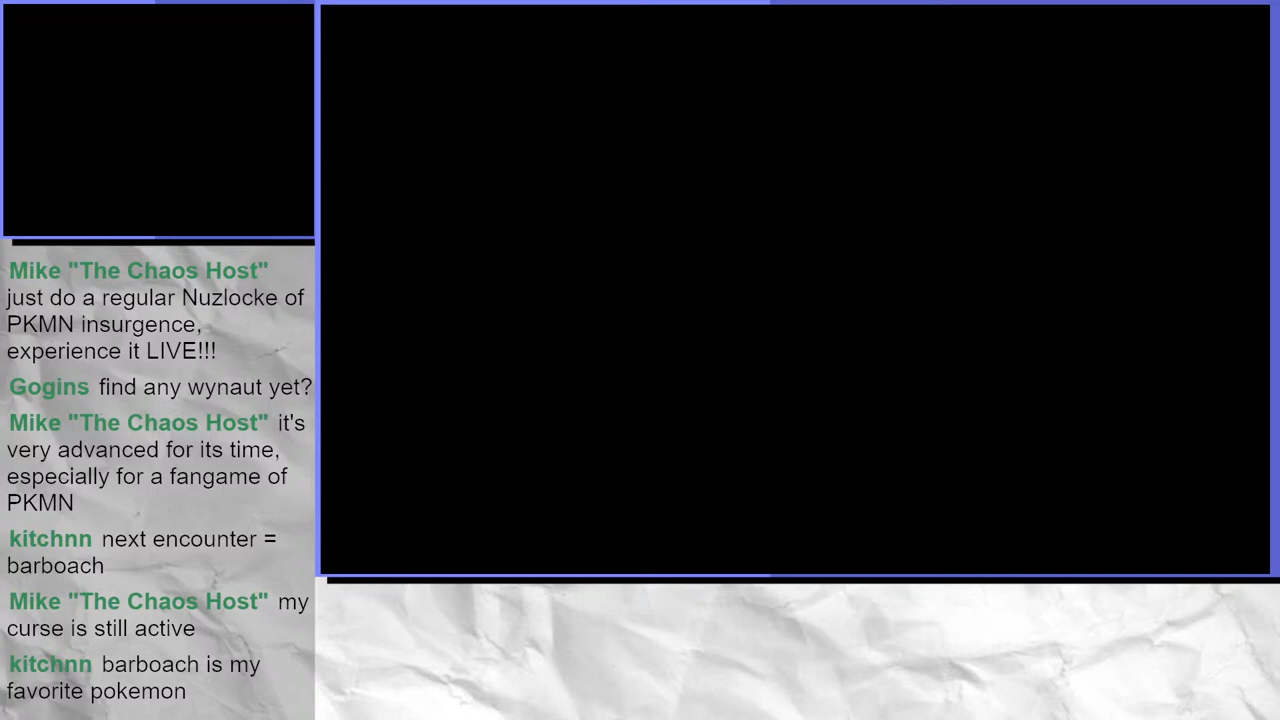 Mike "The Chaos Host"
just do a regular Nuzlocke of
PKMN insurgence,
experience it LIVE!!!
Gogins find any wynaut yet?
Mike "The Chaos Host" it's
very advanced for its time,
especially for a fangame of
PKMN
kitchnn next encounter =
barboach
Mike "The Chaos Host" my
curse is still active
kitchnn barboach is my
favorite pokemon